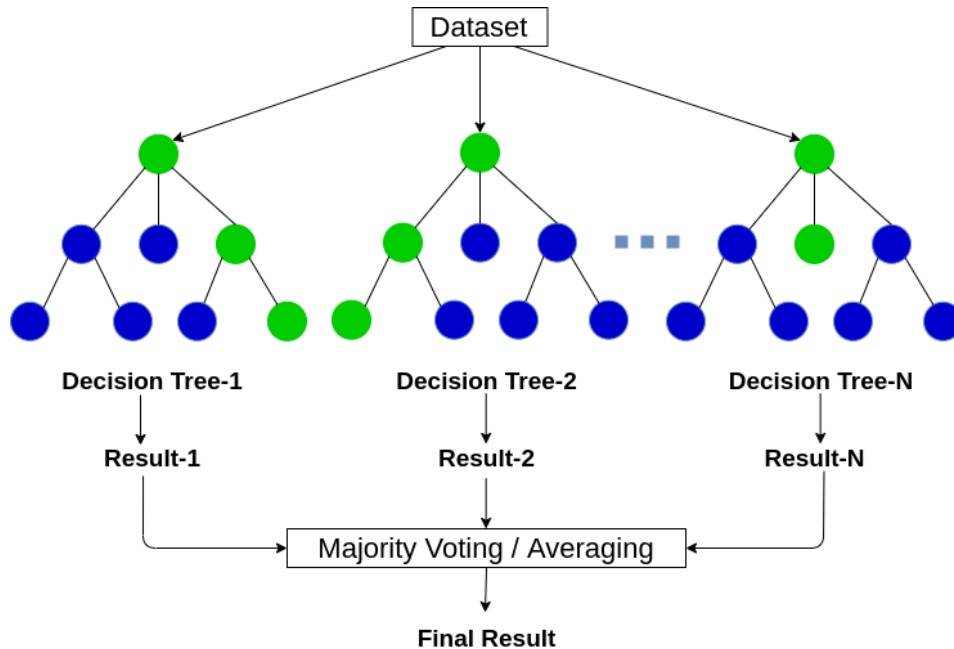 Dataset
Decision Tree-1
Decision Tree-2
Decision Tree-N
Result-1
Result-2
Result-N
Majority Voting / Averaging
Final Result